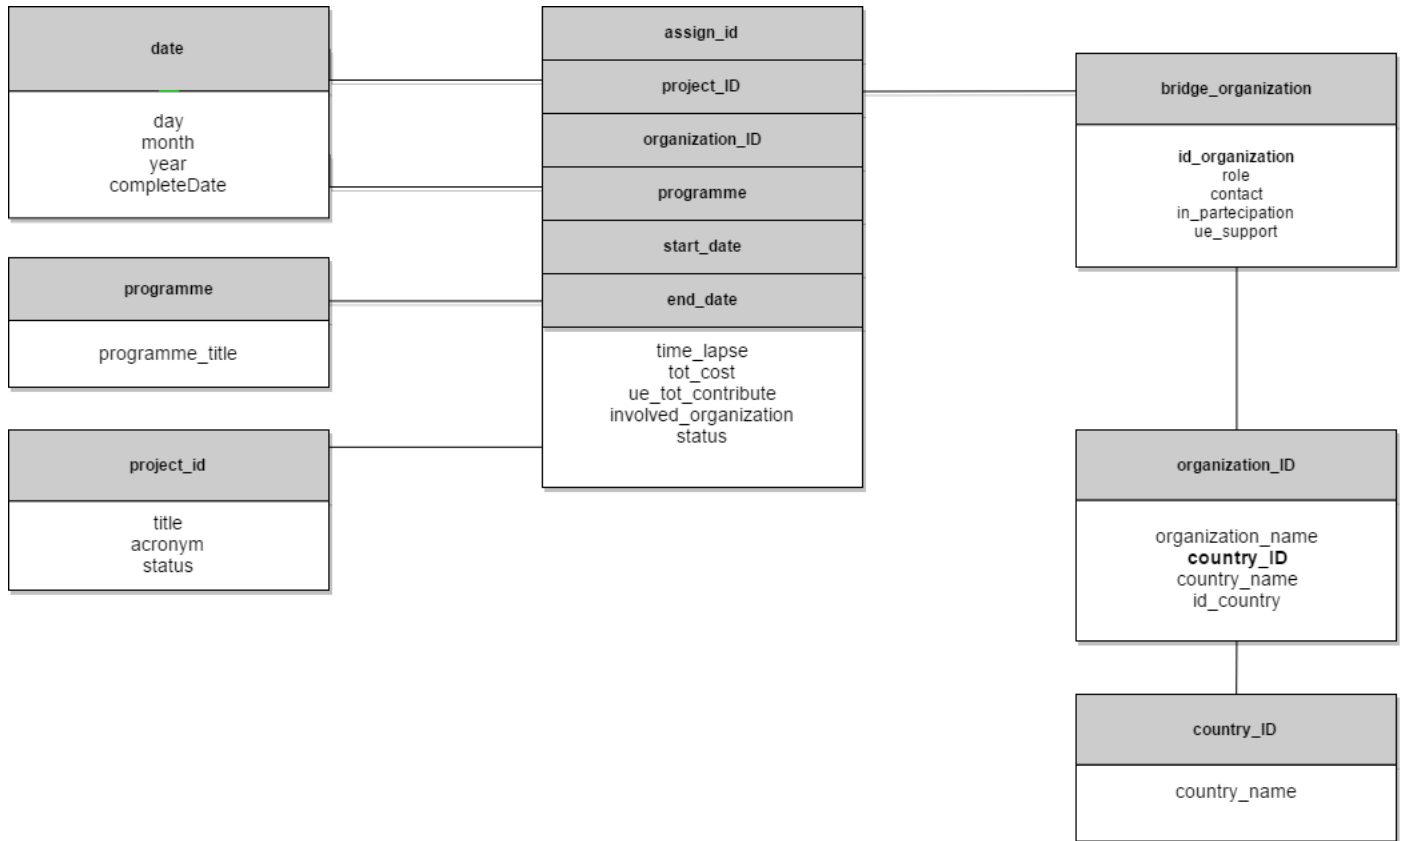 date
day
month
year
completeDate
programme
programme_title
project_id
title
acronym
status
assign_id
project_ID
organization_ID
programme
start_date
end_date
time_lapse
tot_cost
ue_tot_contribute
involved_organization
status
bridge_organization
id_organization
role
contact
in_partecipation
ue_support
organization_ID
organization_name
country_ID
country_name
id_country
country_ID
country_name